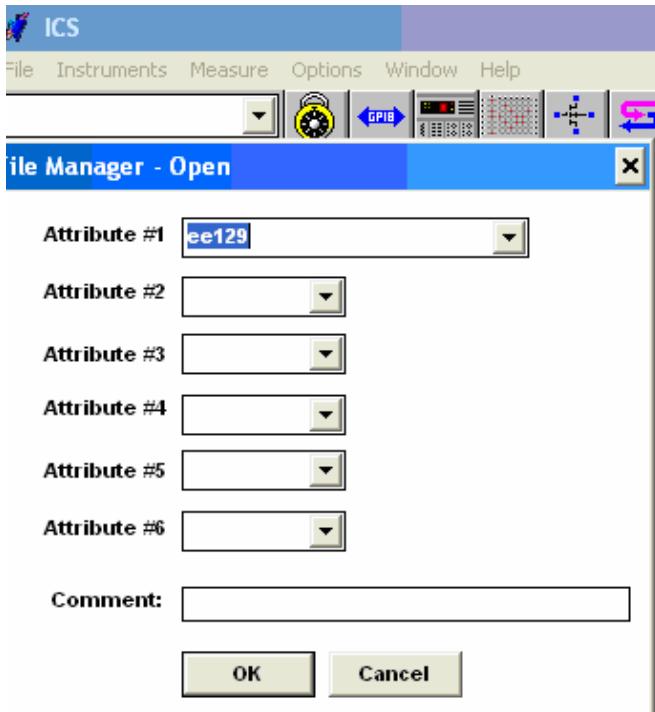 ICS
File Instruments Measure Options Window Help
GPIB
File Manager - Open
Attribute #1 ee129
Attribute #2
Attribute #3
Attribute #4
Attribute #5
Attribute #6
Comment:
OK Cancel